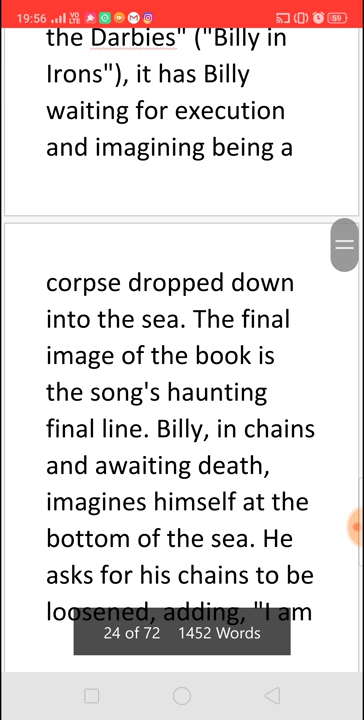 19:56
VO
LTE
59
the Darbies" ("Billy in
Irons"), it has Billy
waiting for execution
and imagining being a
corpse dropped down
into the sea. The final
image of the book is
the song's haunting
final line. Billy, in chains
and awaiting death,
imagines himself at the
bottom of the sea. He
asks for his chains to be
loosened, adding, "I am
24 of 72 1452 Words